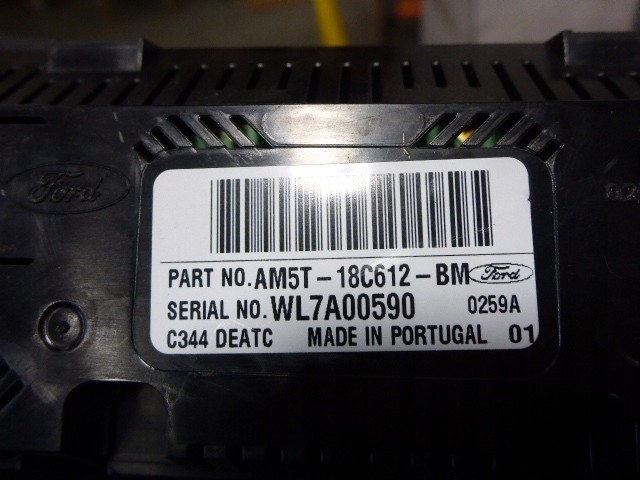 Ford
PART NO. AM5T-18C612-BM Ford
SERIAL NO. WL7A00590 0259A
C344 DEATC MADE IN PORTUGAL 01